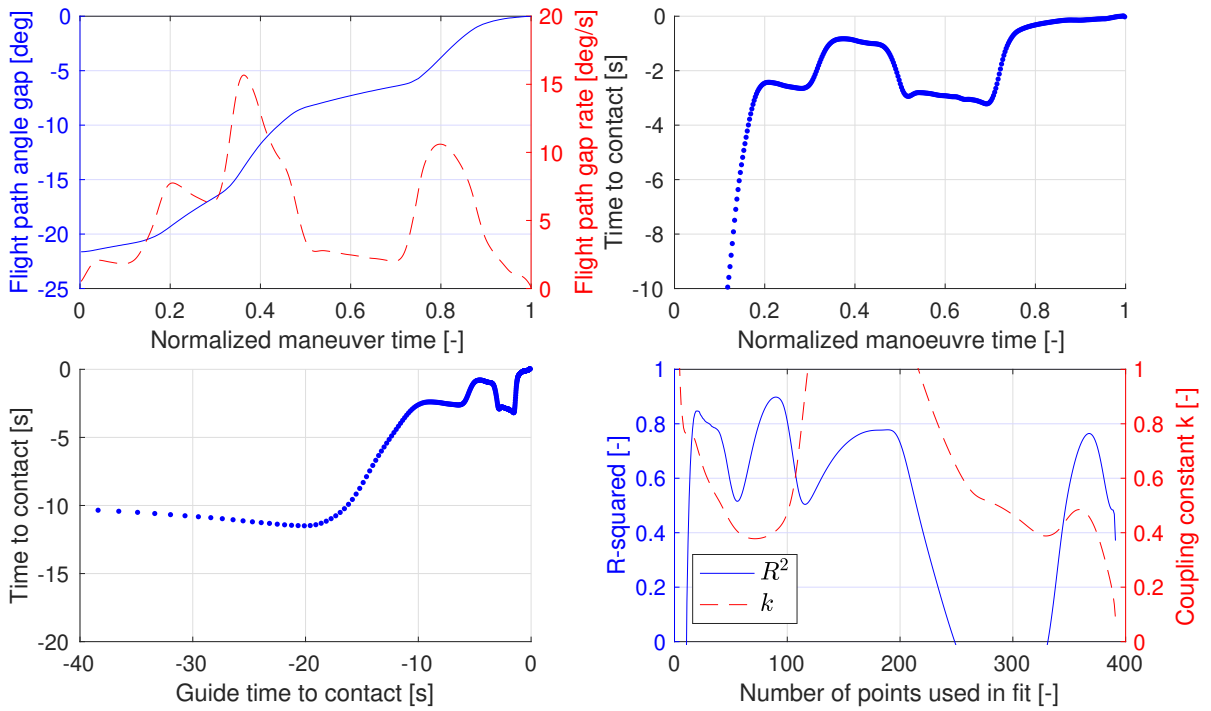 Flight path angle gap [deg]
0
-5
-10
-15
-20
-25
20
15
10
5
0
Flight path gap rate [deg/s]
0 0.2 0.4 0.6 0.8 1
Normalized maneuver time [-]
Time to contact [s]
0
-2
-4
-6
-8
-10
0 0.2 0.4 0.6 0.8 1
Normalized manoeuvre time [-]
Time to contact [s]
0
-5
-10
-15
-20
-40 -30 -20 -10 0
Guide time to contact [s]
R-squared [-]
1
0.8
0.6
0.4
0.2
0
R²
k
1
0.8
0.6
0.4
0.2
0
Coupling constant k [-]
0 100 200 300 400
Number of points used in fit [-]